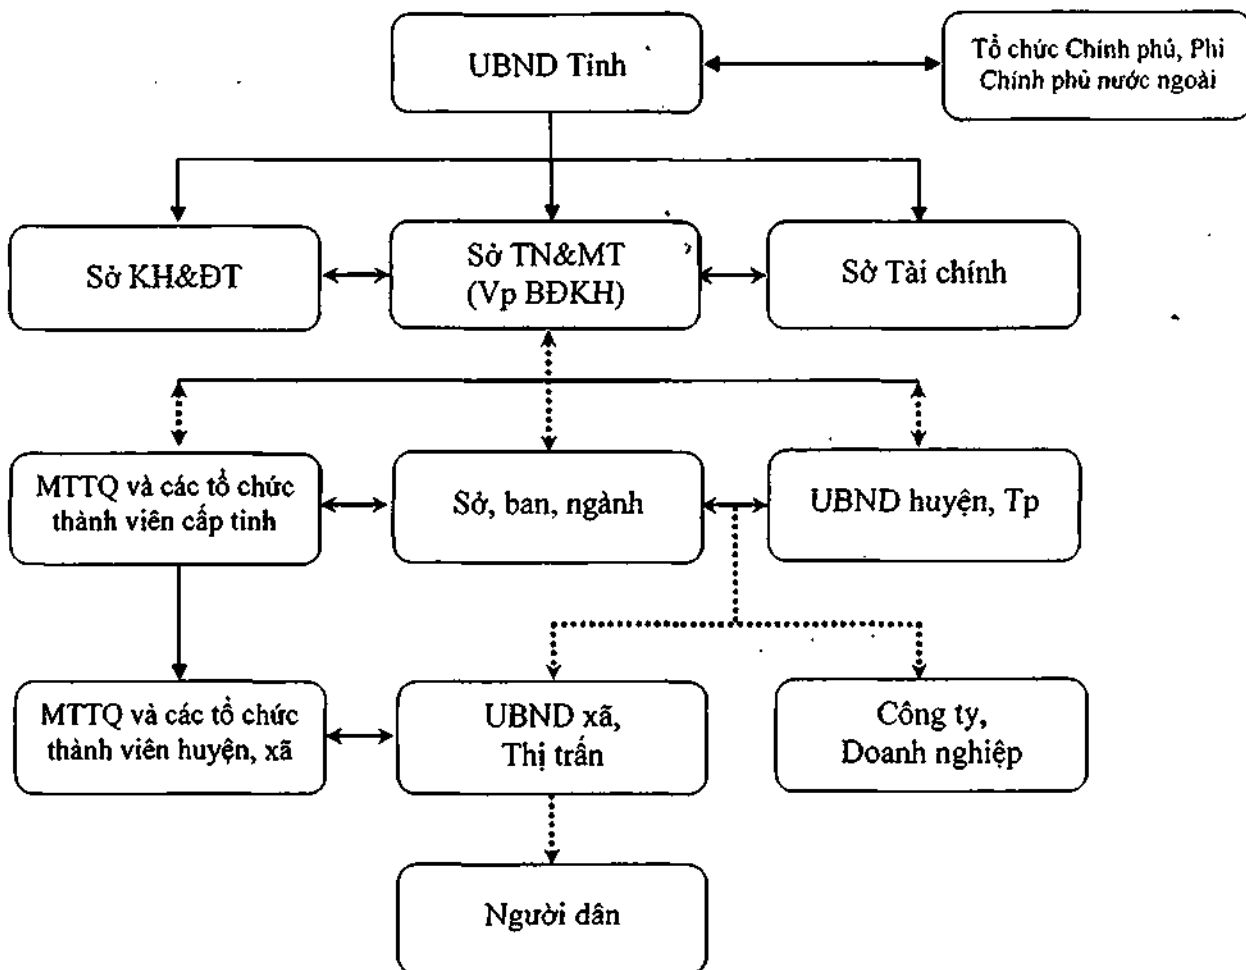 UBND Tỉnh
Tổ chức Chính phủ, Phi
Chính phủ nước ngoài
Sở KH&ĐT
Sở TN&MT
(Vp BĐKH)
Sở Tài chính
MTTQ và các tổ chức
thành viên cấp tỉnh
Sở, ban, ngành
UBND huyện, Tp
MTTQ và các tổ chức
thành viên huyện, xã
UBND xã,
Thị trấn
Công ty,
Doanh nghiệp
Người dân